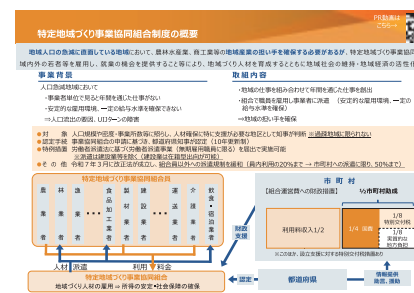 PR動画は
こちら→
特定地域づくり事業協同組合制度の概要
地域人口の急減に直面している地域において、農林水産業、商工業等の地域産業の担い手を確保する必要があるが、特定地域づくり事業協同
域内外の若者等を雇用し、就業の機会を提供すること等により、地域づくり人材を育成するとともに地域社会の維持・地域経済の活性化
事業背景
人口急減地域において
・事業者単位で見ると年間を通じた仕事がない
・安定的な雇用環境、一定の給与水準を確保できない
⇒人口流出の要因、UIJターンの障害
取組内容
・地域の仕事を組み合わせて年間を通じた仕事を創出
・組合で職員を雇用し事業者に派遣 （安定的な雇用環境、一定の
給与水準を確保）
⇒地域の担い手を確保
●対 象 人口規模や密度・事業所数等に照らし、人材確保に特に支援が必要な地区として知事が判断 ※過疎地域に限られない
●認定手続 事業協同組合の申請に基づき、都道府県知事が認定（10年更新制）
●特例措置 労働者派遣法に基づく労働者派遣事業（無期雇用職員に限る）を届出で実施可能
※派遣は建設業務を除く（建設業は在籍型出向が可能）
●その他 令和７年３月に改正法が成立し、組合員以外への派遣規制を緩和（員内利用の20%まで → 市町村への派遣に限り、50%まで）
特定地域づくり事業協同組合員
農業者
林業者
漁業者
・・・
食品加工業者
製材業者
建設業者
・・・
運送業者
介護業者
飲食・宿泊業者
人材派遣
利用料金
特定地域づくり事業協同組合
地域づくり人材の雇用 ⇒ 所得の安定・社会保障の確保
財政
支援
市町村
【組合運営費への財政措置】
½市町村助成
利用料収入1/2
1/4 国費
1/8
特別交付税
1/8
実質的な
地方負担
※このほか、設立支援に対する特別交付税措置あり
認定
都道府県
情報提供
助言、援助